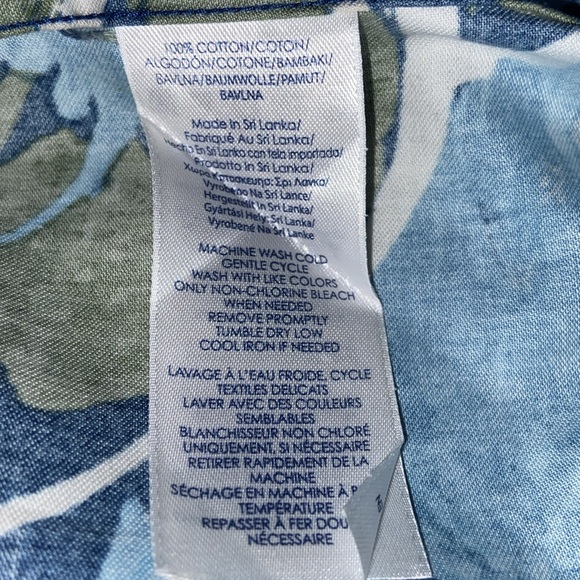 100% COTTON/COTON/
ALGODÓN/COTONE/BAMBAKI/
BAVLNA/BAUMWOLLE/PAMUT/
BAVLNA
Made In Sri Lanka/
Fabriqué Au Sri Lanka/
Hecho En Sri Lanka con tela importada/
Prodotto In Sri Lanka/
Χωρα Κατασκευησ: Σρι Λανκα/
Vyrobeno Na Srí Lance/
Hergestellt In Sri Lanka/
Gyártási Hely: Sri Lanka/
Vyrobené Na Srí Lanke
MACHINE WASH COLD
GENTLE CYCLE
WASH WITH LIKE COLORS
ONLY NON-CHLORINE BLEACH
WHEN NEEDED
REMOVE PROMPTLY
TUMBLE DRY LOW
COOL IRON IF NEEDED
LAVAGE À L'EAU FROIDE, CYCLE
TEXTILES DELICATS
LAVER AVEC DES COULEURS
SEMBLABLES
BLANCHISSEUR NON CHLORÉ
UNIQUEMENT, SI NÉCESSAIRE
RETIRER RAPIDEMENT DE LA
MACHINE
SÉCHAGE EN MACHINE À
TEMPÉRATURE
REPASSER À FER
NÉCESSAIRE